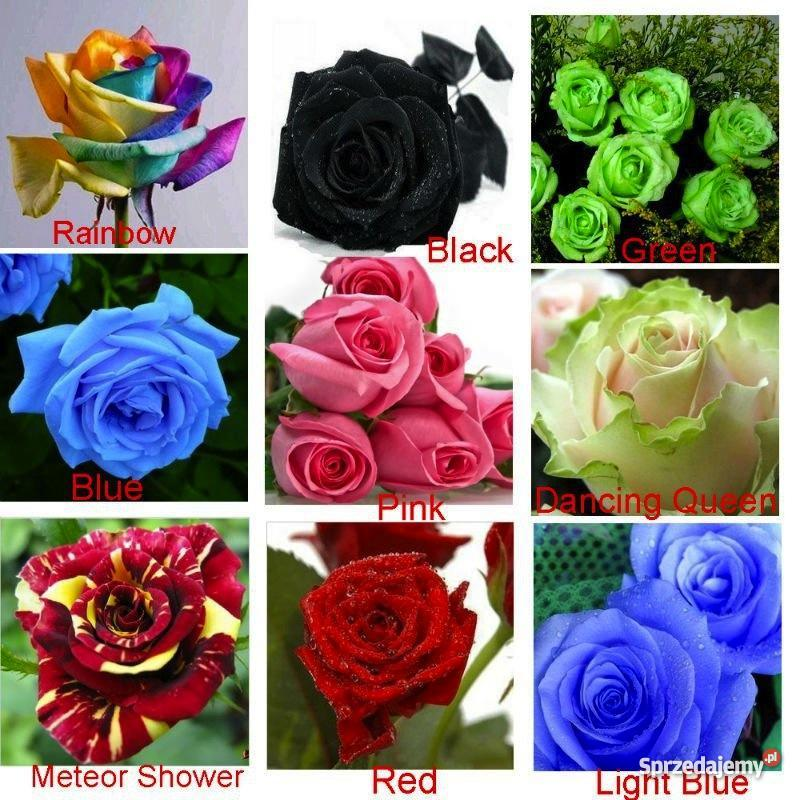 Rainbow
Black
Green
Blue
Pink
Dancing Queen
Meteor Shower
Red
Light Blue
Sprzedajemy.pl